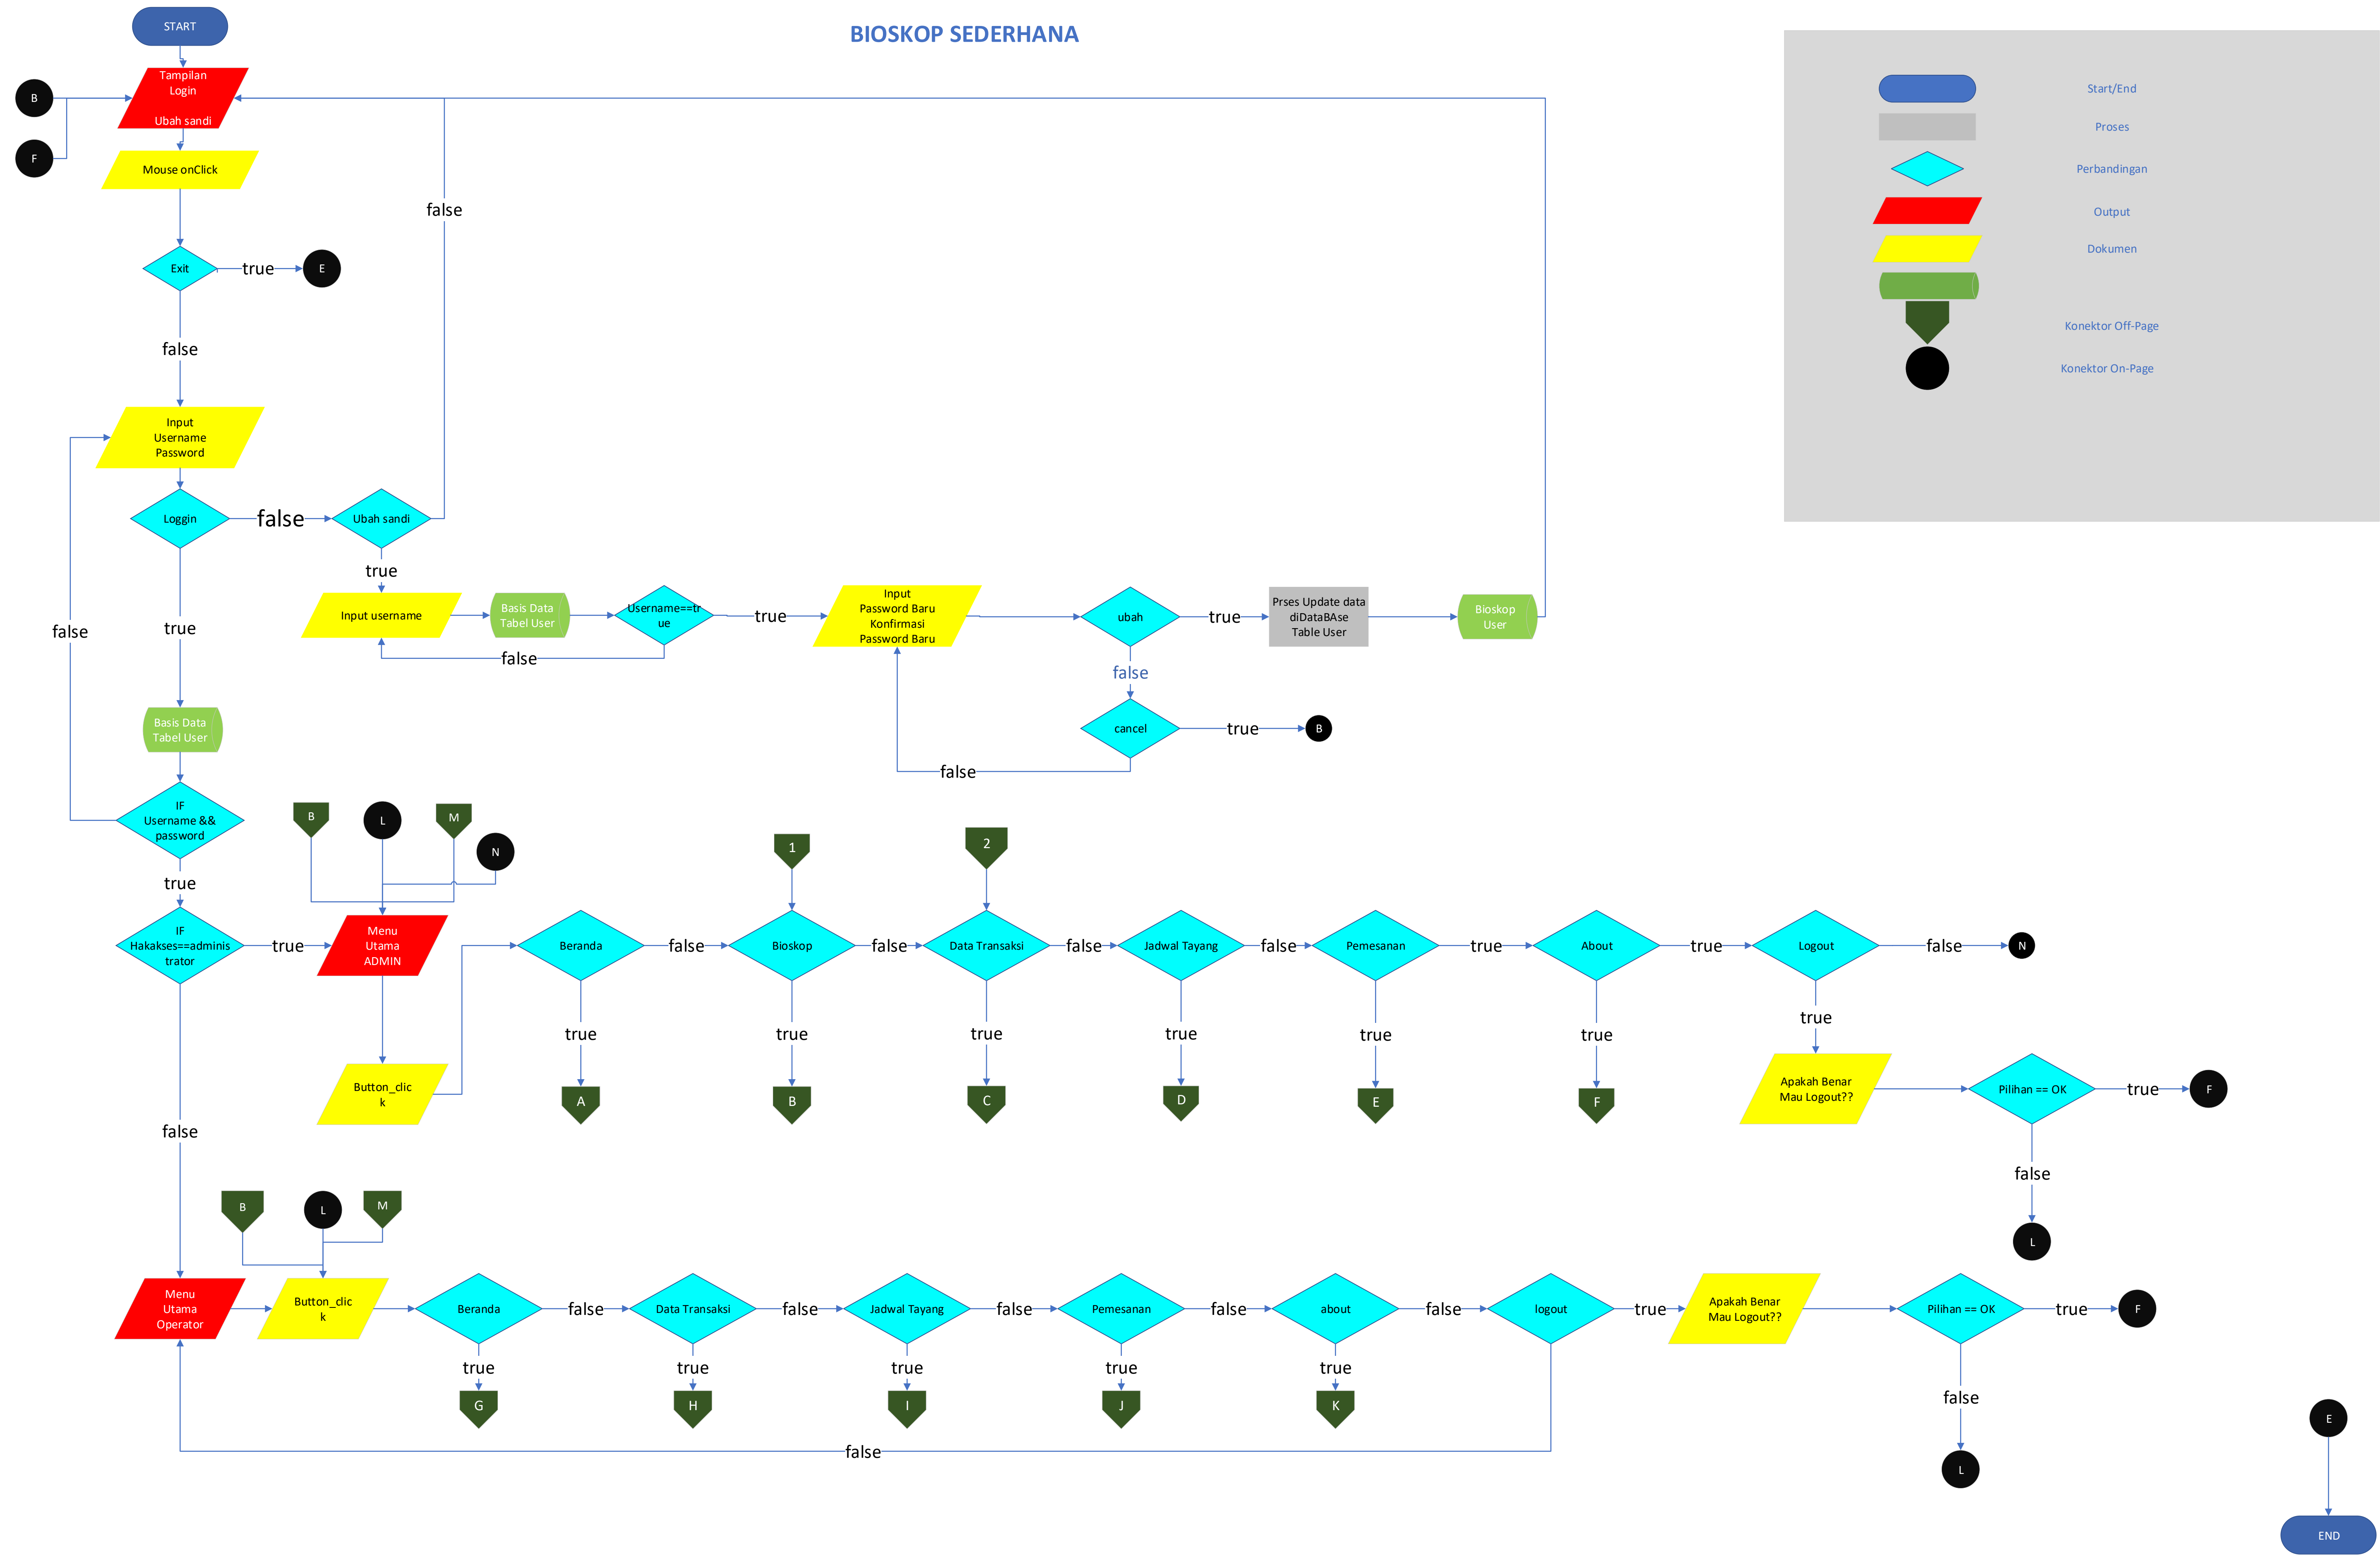 START
BIOSKOP SEDERHANA
Tampilan
Login
Ubah sandi
B
F
Mouse onClick
false
Exit
true
E
false
Input
Username
Password
Loggin
false
Ubah sandi
true
true
false
Input username
Basis Data
Tabel User
Username==tr
ue
true
false
Input
Password Baru
Konfirmasi
Password Baru
ubah
true
Prses Update data
diDataBAse
Table User
Bioskop
User
false
cancel
true
B
false
Basis Data
Tabel User
IF
Username &&
password
true
B
L
M
N
1
2
IF
Hakakses==adminis
trator
true
Menu
Utama
ADMIN
Beranda
false
Bioskop
false
Data Transaksi
false
Jadwal Tayang
false
Pemesanan
true
About
true
Logout
false
N
true
true
true
true
true
true
true
Button_clic
k
A
B
C
D
E
F
Apakah Benar
Mau Logout??
Pilihan == OK
true
F
false
L
false
B
L
M
Menu
Utama
Operator
Button_clic
k
Beranda
false
Data Transaksi
false
Jadwal Tayang
false
Pemesanan
false
about
false
logout
true
Apakah Benar
Mau Logout??
Pilihan == OK
true
F
true
true
true
true
true
G
H
I
J
K
false
false
L
E
END
Start/End
Proses
Perbandingan
Output
Dokumen
Konektor Off-Page
Konektor On-Page